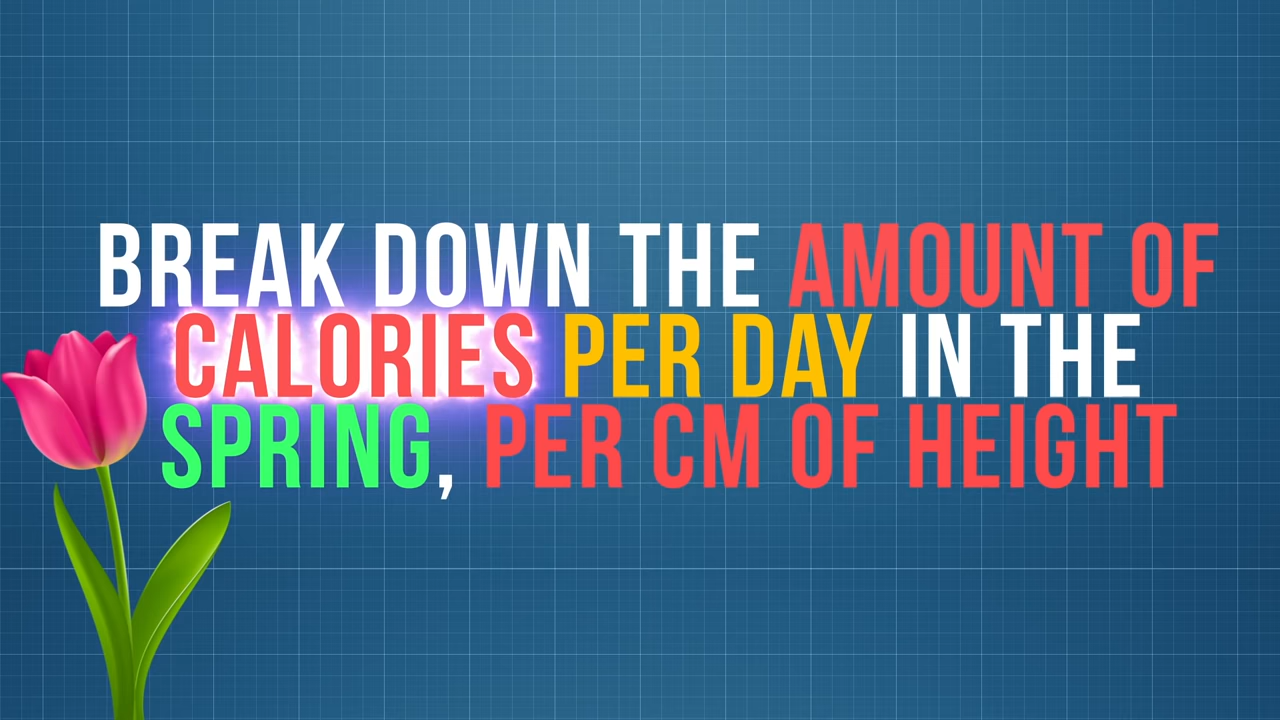 BREAK DOWN THE AMOUNT OF
CALORIES PER DAY IN THE
SPRING, PER CM OF HEIGHT